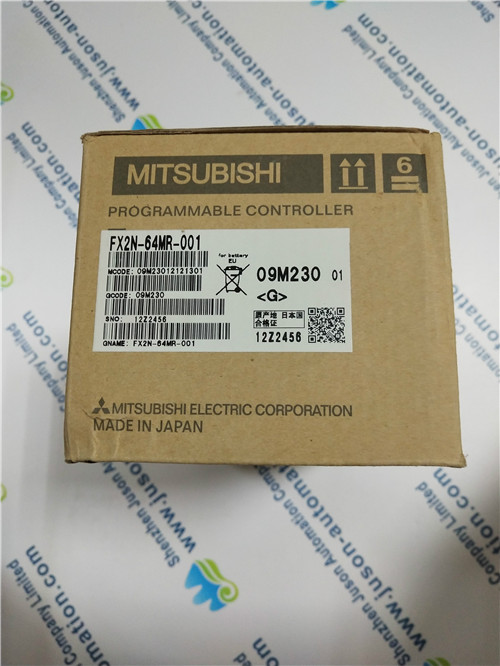 MITSUBISHI
6
PROGRAMMABLE CONTROLLER
FX2N-64MR-001
MCODE: 09M23012121301
GCODE: 09M230
SNO: 12Z2456
GNAME: FX2N-64MR-001
for battery
EU
09M230 01
<G>
原产地 日本国
合格证
12Z2456
MITSUBISHI ELECTRIC CORPORATION
MADE IN JAPAN
www.juson-automation.com
Shenzhen Juson Automation Company Limited